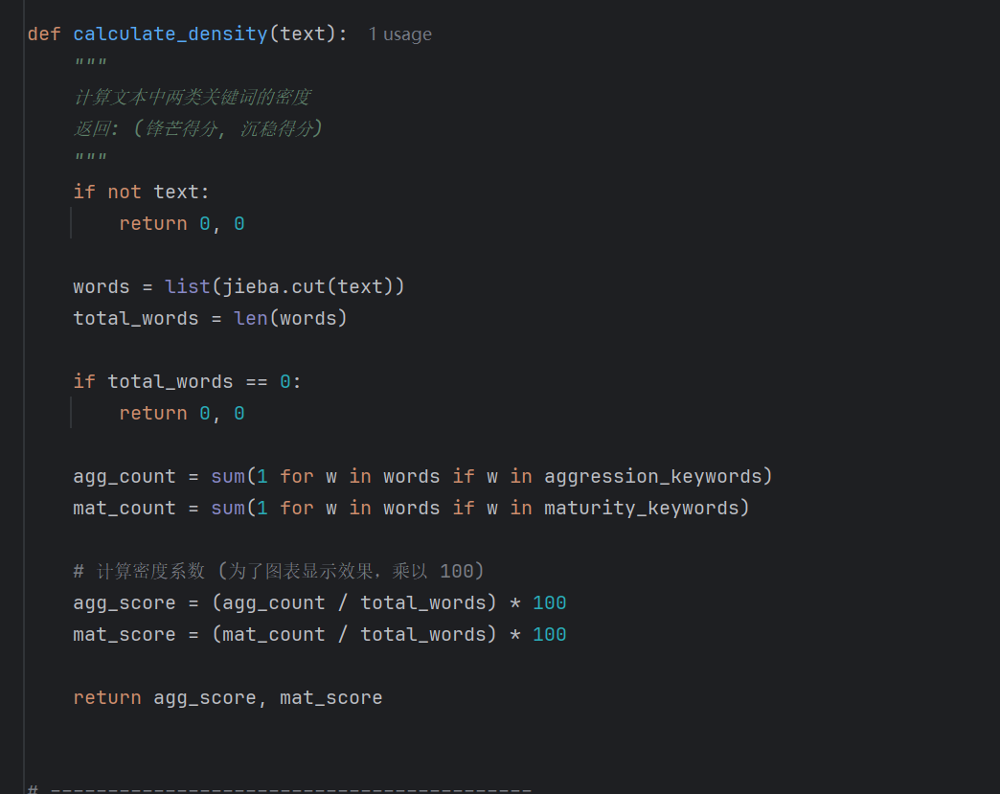 def calculate_density(text):  1 usage
    """
    计算文本中两类关键词的密度
    返回: (锋芒得分, 沉稳得分)
    """
    if not text:
        return 0, 0

    words = list(jieba.cut(text))
    total_words = len(words)

    if total_words == 0:
        return 0, 0

    agg_count = sum(1 for w in words if w in aggression_keywords)
    mat_count = sum(1 for w in words if w in maturity_keywords)

    # 计算密度系数 (为了图表显示效果，乘以 100)
    agg_score = (agg_count / total_words) * 100
    mat_score = (mat_count / total_words) * 100

    return agg_score, mat_score

# ------------------------------------------